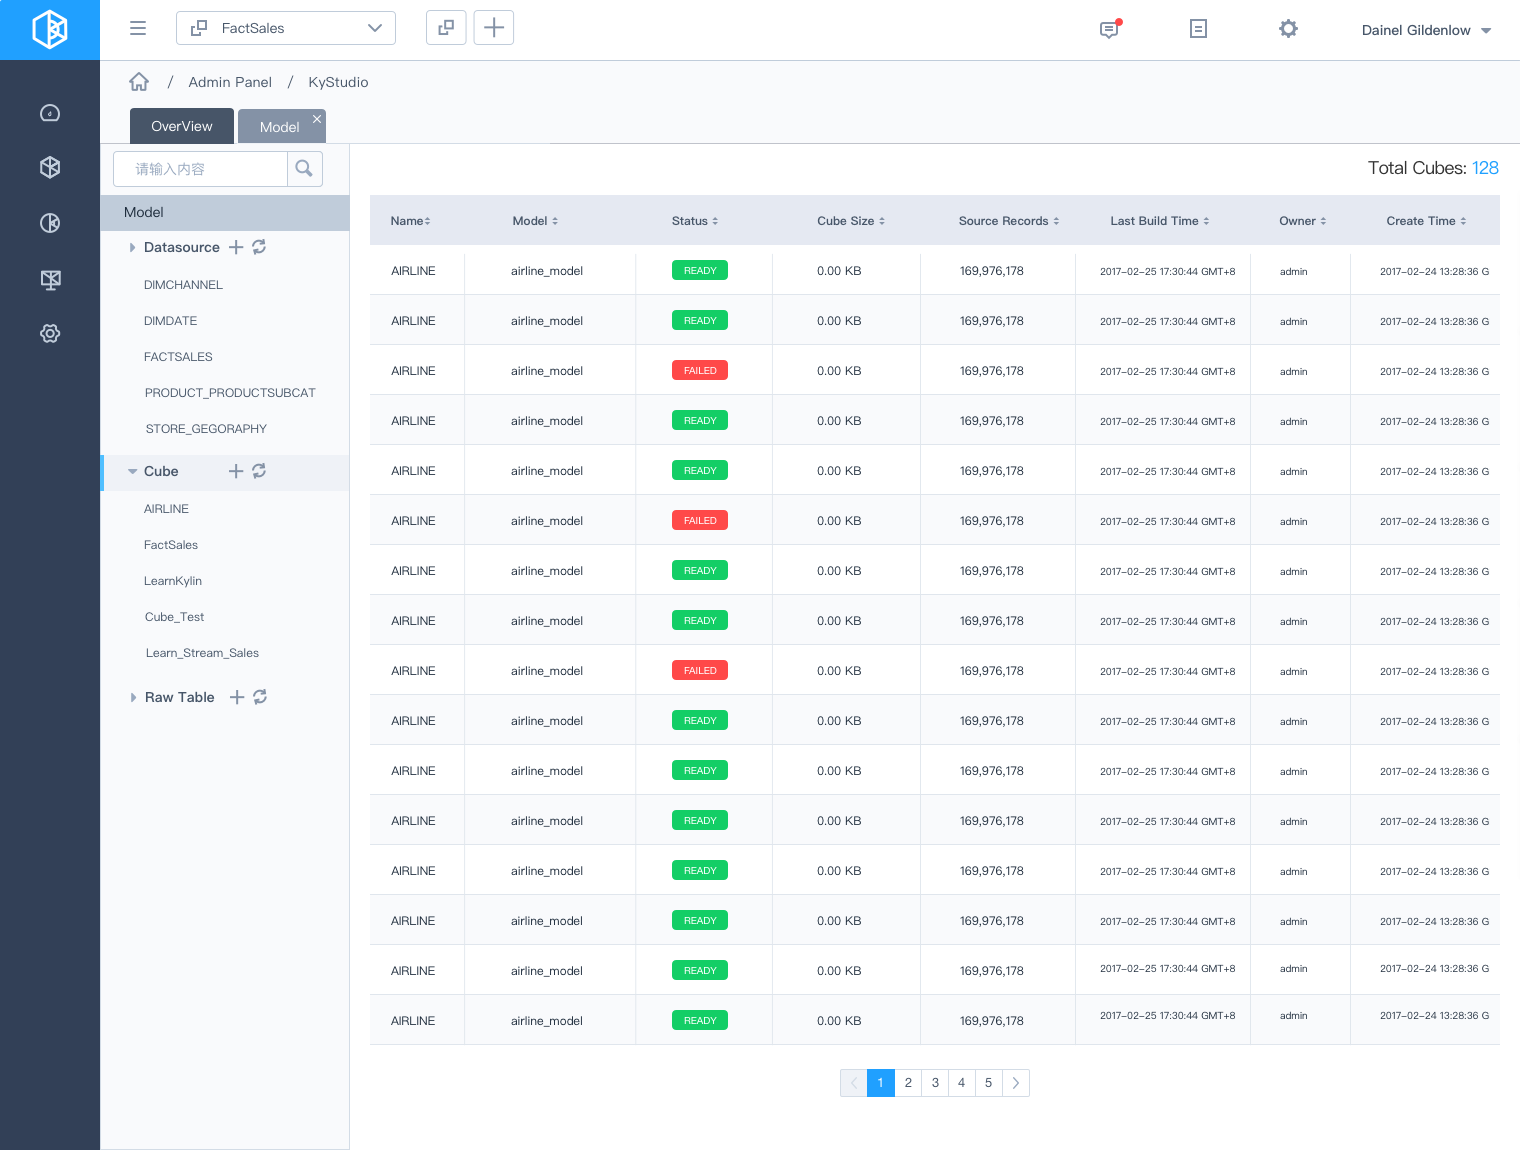 FactSales
Dainel Gildenlow
/ Admin Panel / KyStudio
OverView Model
请输入内容
Total Cubes: 128
Model
Datasource
DIMCHANNEL
DIMDATE
FACTSALES
PRODUCT_PRODUCTSUBCAT
STORE_GEGORAPHY
Cube
AIRLINE
FactSales
LearnKylin
Cube_Test
Learn_Stream_Sales
Raw Table
Name Model Status Cube Size Source Records Last Build Time Owner Create Time
AIRLINE airline_model READY 0.00 KB 169,976,178 2017-02-25 17:30:44 GMT+8 admin 2017-02-24 13:28:36 G
AIRLINE airline_model READY 0.00 KB 169,976,178 2017-02-25 17:30:44 GMT+8 admin 2017-02-24 13:28:36 G
AIRLINE airline_model FAILED 0.00 KB 169,976,178 2017-02-25 17:30:44 GMT+8 admin 2017-02-24 13:28:36 G
AIRLINE airline_model READY 0.00 KB 169,976,178 2017-02-25 17:30:44 GMT+8 admin 2017-02-24 13:28:36 G
AIRLINE airline_model READY 0.00 KB 169,976,178 2017-02-25 17:30:44 GMT+8 admin 2017-02-24 13:28:36 G
AIRLINE airline_model FAILED 0.00 KB 169,976,178 2017-02-25 17:30:44 GMT+8 admin 2017-02-24 13:28:36 G
AIRLINE airline_model READY 0.00 KB 169,976,178 2017-02-25 17:30:44 GMT+8 admin 2017-02-24 13:28:36 G
AIRLINE airline_model READY 0.00 KB 169,976,178 2017-02-25 17:30:44 GMT+8 admin 2017-02-24 13:28:36 G
AIRLINE airline_model FAILED 0.00 KB 169,976,178 2017-02-25 17:30:44 GMT+8 admin 2017-02-24 13:28:36 G
AIRLINE airline_model READY 0.00 KB 169,976,178 2017-02-25 17:30:44 GMT+8 admin 2017-02-24 13:28:36 G
AIRLINE airline_model READY 0.00 KB 169,976,178 2017-02-25 17:30:44 GMT+8 admin 2017-02-24 13:28:36 G
AIRLINE airline_model READY 0.00 KB 169,976,178 2017-02-25 17:30:44 GMT+8 admin 2017-02-24 13:28:36 G
AIRLINE airline_model READY 0.00 KB 169,976,178 2017-02-25 17:30:44 GMT+8 admin 2017-02-24 13:28:36 G
AIRLINE airline_model READY 0.00 KB 169,976,178 2017-02-25 17:30:44 GMT+8 admin 2017-02-24 13:28:36 G
AIRLINE airline_model READY 0.00 KB 169,976,178 2017-02-25 17:30:44 GMT+8 admin 2017-02-24 13:28:36 G
AIRLINE airline_model READY 0.00 KB 169,976,178 2017-02-25 17:30:44 GMT+8 admin 2017-02-24 13:28:36 G
1 2 3 4 5